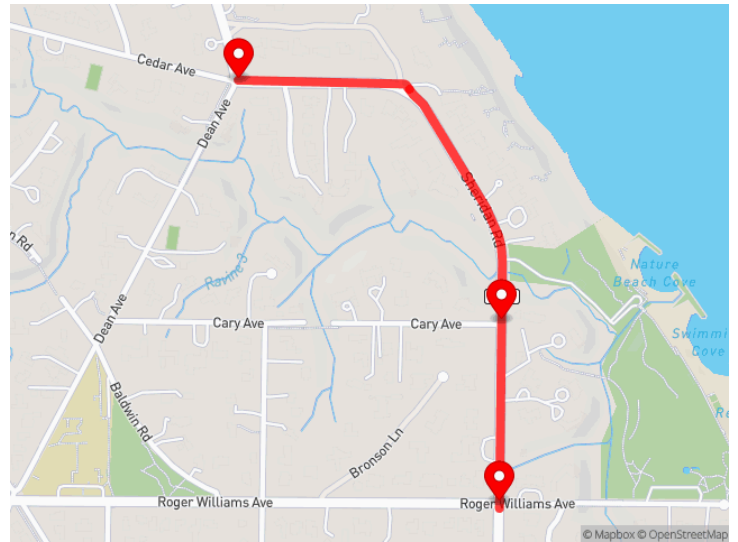 Cedar Ave
Dean Ave
Sheridan Rd
Nature
Beach Cove
Ravine 3
Rd
Cary Ave
Cary Ave
Dean Ave
Swimmi
Cove
Baldwin Rd
Re
Bronson Ln
Roger Williams Ave
Roger Williams Ave
© Mapbox © OpenStreetMap